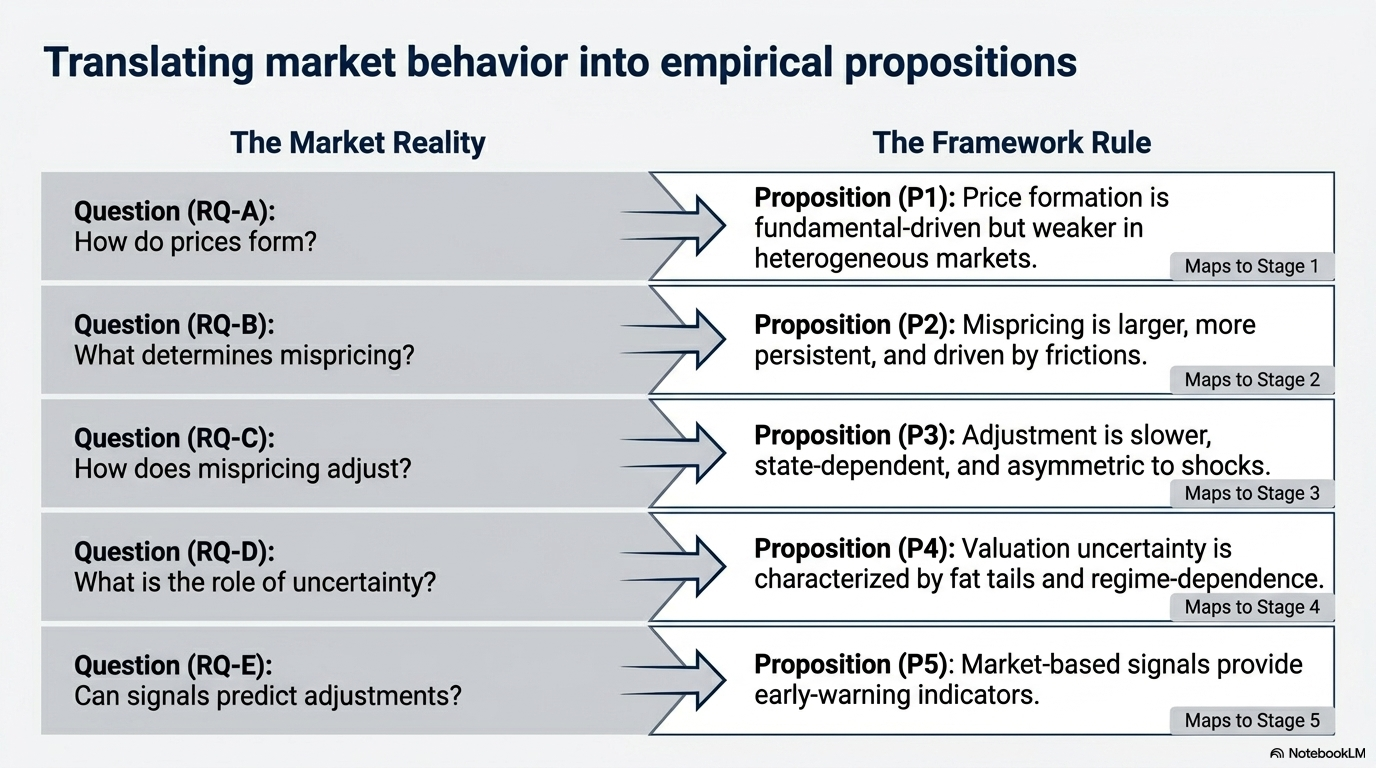 Translating market behavior into empirical propositions
The Market Reality
The Framework Rule
Question (RQ-A):
How do prices form?
Proposition (P1): Price formation is
fundamental-driven but weaker in
heterogeneous markets.
Maps to Stage 1
Question (RQ-B):
What determines mispricing?
Proposition (P2): Mispricing is larger, more
persistent, and driven by frictions.
Maps to Stage 2
Question (RQ-C):
How does mispricing adjust?
Proposition (P3): Adjustment is slower,
state-dependent, and asymmetric to shocks.
Maps to Stage 3
Question (RQ-D):
What is the role of uncertainty?
Proposition (P4): Valuation uncertainty is
characterized by fat tails and regime-dependence.
Maps to Stage 4
Question (RQ-E):
Can signals predict adjustments?
Proposition (P5): Market-based signals provide
early-warning indicators.
Maps to Stage 5
NotebookLM